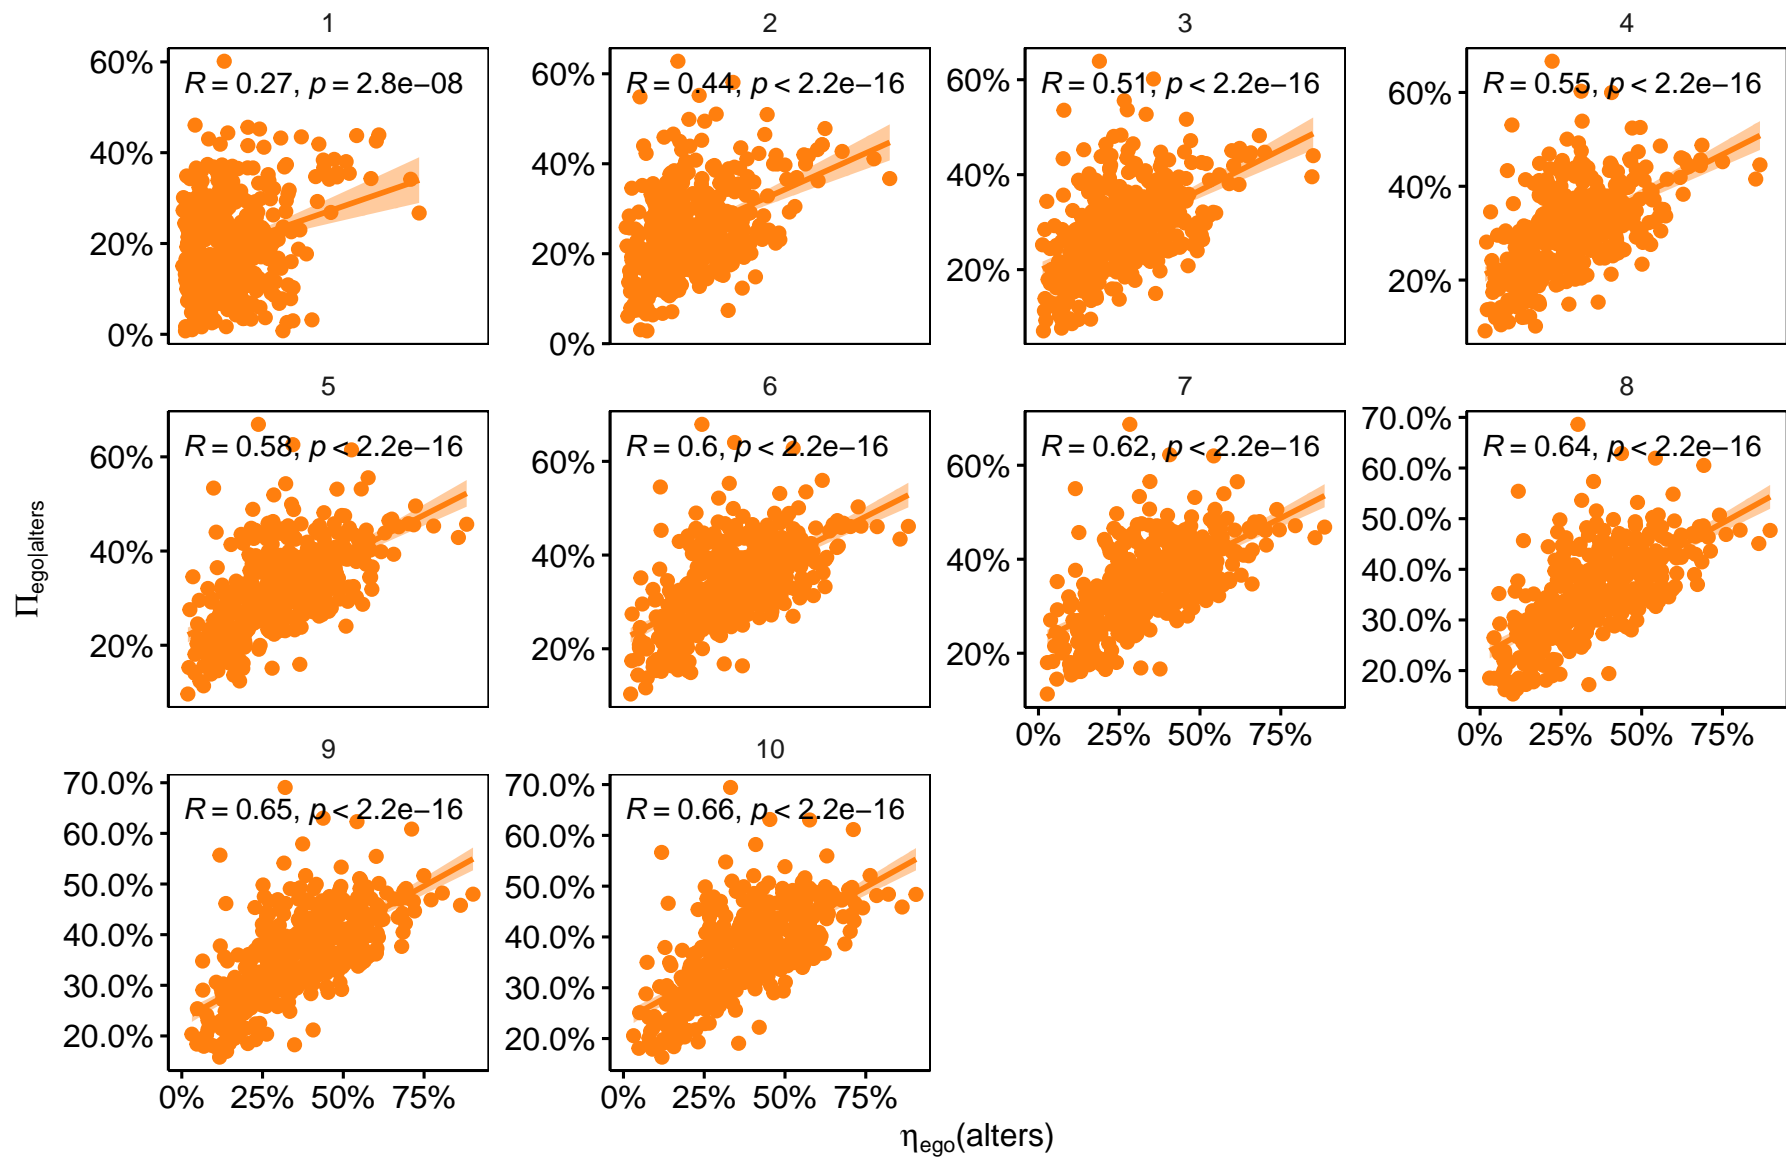 1 2 3 4
60% 60% 60% 60%
R = 0.27, p = 2.8e−08 R = 0.44, p < 2.2e−16 R = 0.51, p < 2.2e−16 R = 0.55, p < 2.2e−16
40% 40% 40% 40%
20% 20% 20% 20%
0% 0%
5 6 7 8
70.0%
R = 0.58, p < 2.2e−16 R = 0.6, p < 2.2e−16 R = 0.62, p < 2.2e−16 R = 0.64, p < 2.2e−16
60% 60% 60% 60.0%
50.0%
40% 40% 40% 40.0%
30.0%
20% 20% 20% 20.0%
0% 25% 50% 75% 0% 25% 50% 75%
9 10
70.0% 70.0%
R = 0.65, p < 2.2e−16 R = 0.66, p < 2.2e−16
60.0% 60.0%
50.0% 50.0%
40.0% 40.0%
30.0% 30.0%
20.0% 20.0%
0% 25% 50% 75% 0% 25% 50% 75%
Πego|alters
ηego(alters)